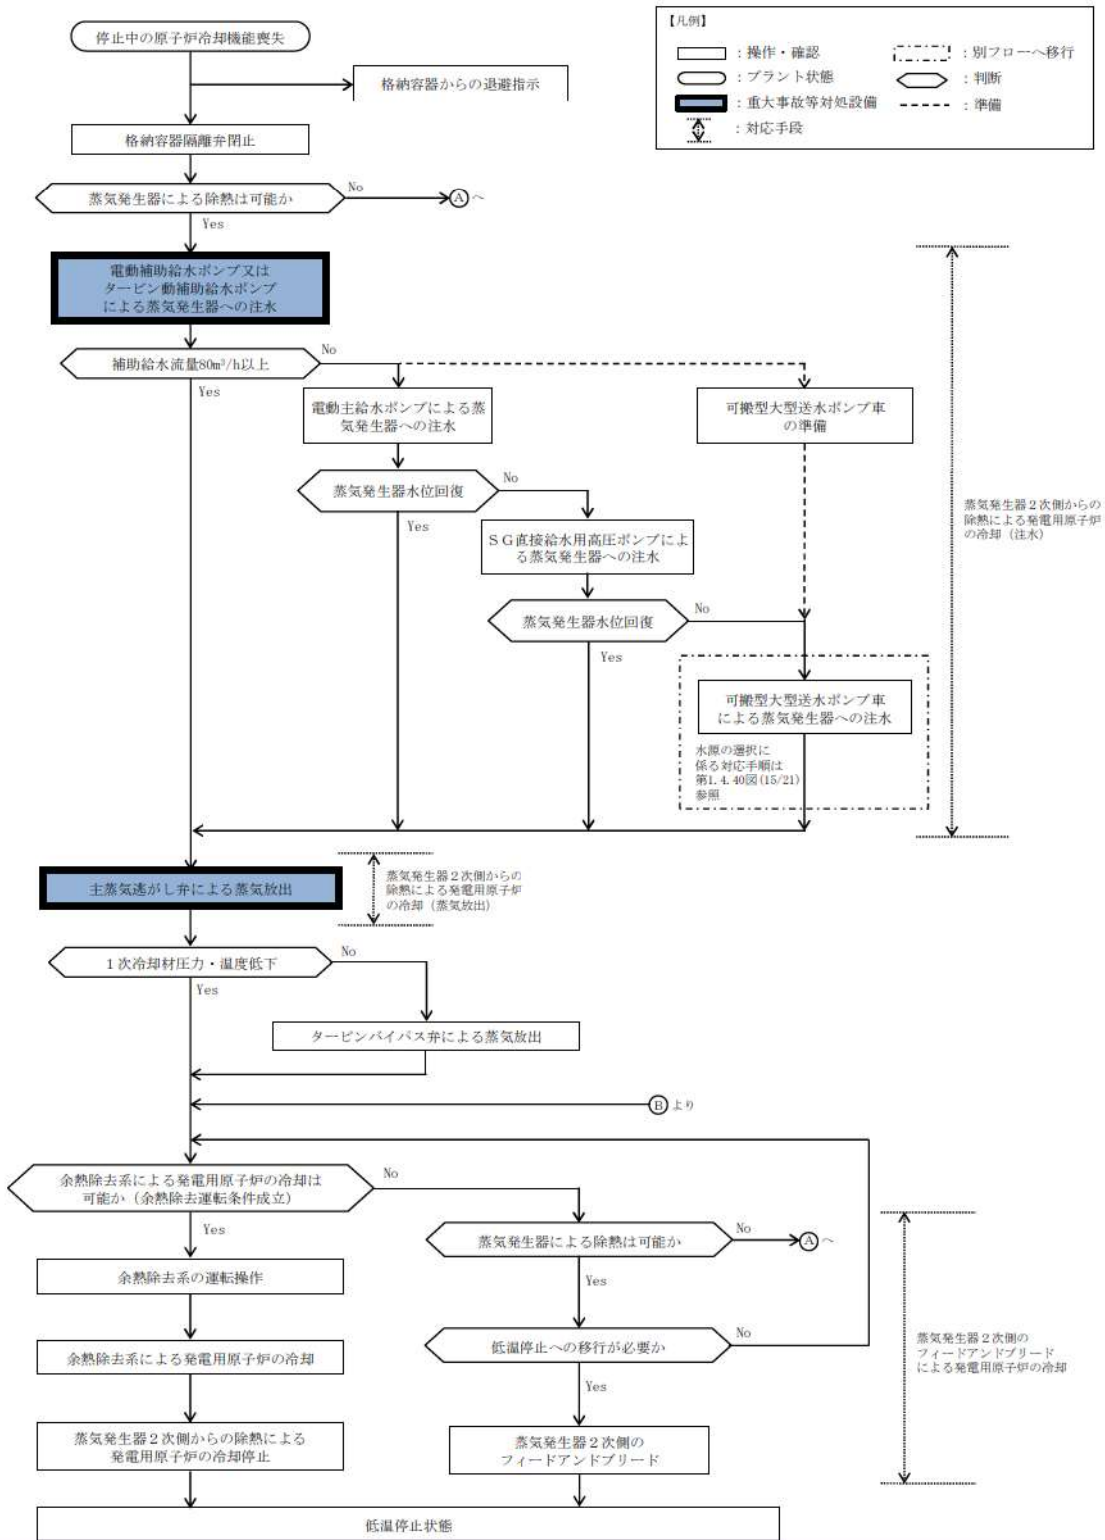 停止中の原子炉冷却機能喪失
格納容器からの退避指示
格納容器隔離弁閉止
蒸気発生器による除熱は可能か
No
Ⓐへ
Yes
電動補助給水ポンプ又は
タービン動補助給水ポンプ
による蒸気発生器への注水
補助給水流量80m³/h以上
No
Yes
電動主給水ポンプによる蒸
気発生器への注水
可搬型大型送水ポンプ車
の準備
蒸気発生器水位回復
No
Yes
SG直接給水用高圧ポンプによ
る蒸気発生器への注水
蒸気発生器水位回復
No
Yes
可搬型大型送水ポンプ車
による蒸気発生器への注水
水源の選択に
係る対応手順は
第1.4.40図(15/21)
参照
蒸気発生器2次側からの
除熱による発電用原子炉
の冷却(注水)
主蒸気逃がし弁による蒸気放出
蒸気発生器2次側からの
除熱による発電用原子炉
の冷却(蒸気放出)
1次冷却材圧力・温度低下
No
Yes
タービンバイパス弁による蒸気放出
Ⓑより
余熱除去系による発電用原子炉の冷却は
可能か(余熱除去運転条件成立)
No
Yes
蒸気発生器による除熱は可能か
No
Ⓐへ
Yes
余熱除去系の運転操作
低温停止への移行が必要か
No
Yes
余熱除去系による発電用原子炉の冷却
蒸気発生器2次側の
フィードアンドブリード
による発電用原子炉の冷却
蒸気発生器2次側からの除熱による
発電用原子炉の冷却停止
蒸気発生器2次側の
フィードアンドブリード
低温停止状態
【凡例】
:操作・確認
:プラント状態
:重大事故等対処設備
:対応手段
:別フローへ移行
:判断
:準備